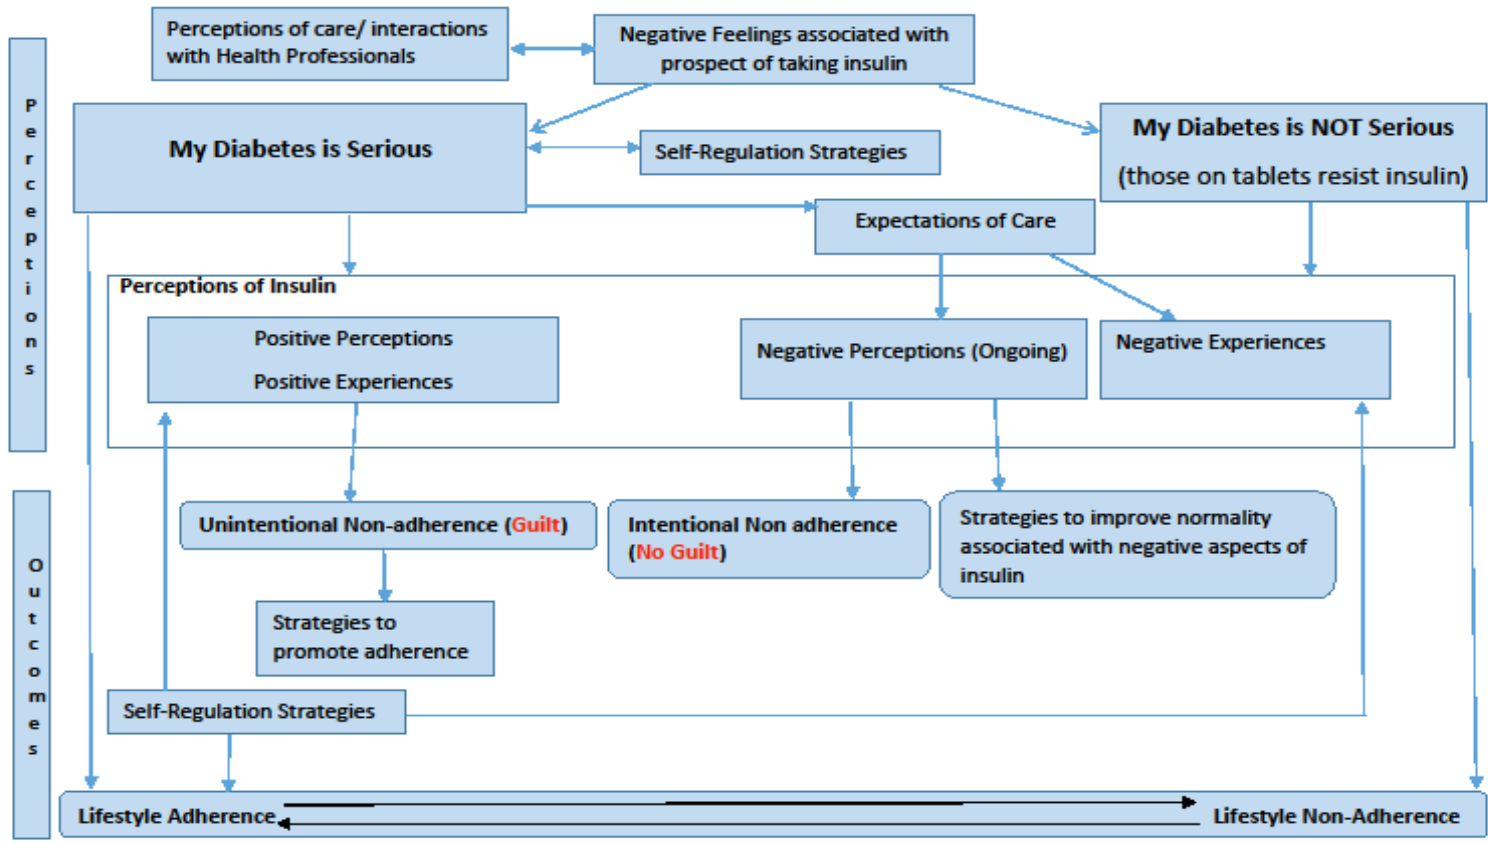 Perceptions of care/ interactions
with Health Professionals
Negative Feelings associated with
prospect of taking insulin
Perceptions
My Diabetes is Serious
Self-Regulation Strategies
My Diabetes is NOT Serious
(those on tablets resist insulin)
Expectations of Care
Perceptions of Insulin
Positive Perceptions
Positive Experiences
Negative Perceptions (Ongoing)
Negative Experiences
Outcomes
Unintentional Non-adherence (Guilt)
Intentional Non adherence
(No Guilt)
Strategies to improve normality
associated with negative aspects of
insulin
Strategies to
promote adherence
Self-Regulation Strategies
Lifestyle Adherence
Lifestyle Non-Adherence